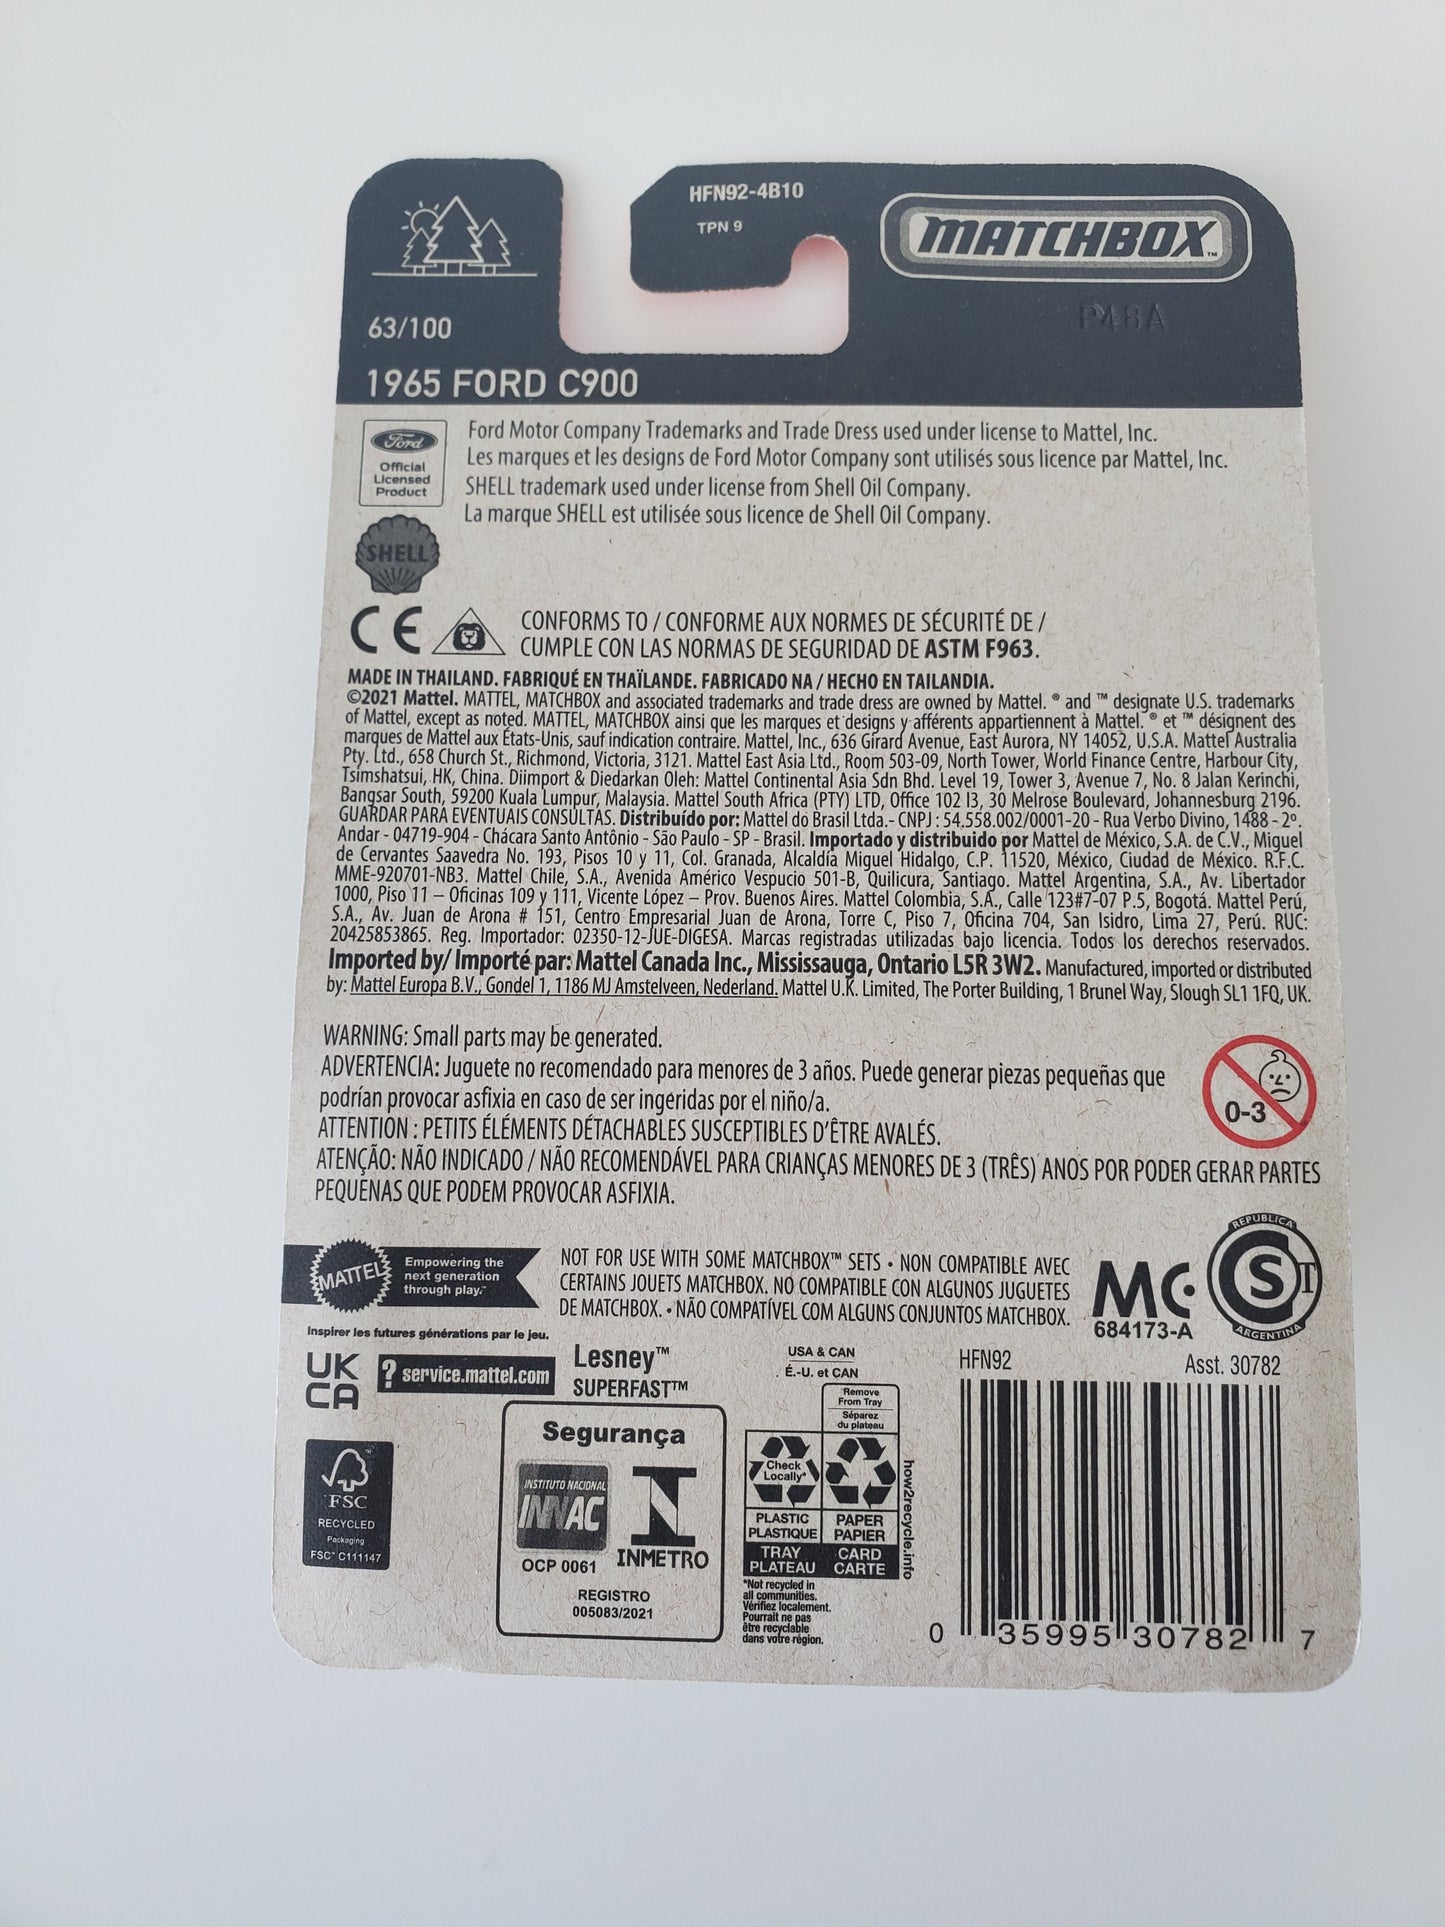 HFN92-4B10
TPN 9
MATCHBOX™
P48A
63/100
1965 FORD C900
Ford
Official
Licensed
Product
Ford Motor Company Trademarks and Trade Dress used under license to Mattel, Inc.
Les marques et les designs de Ford Motor Company sont utilisés sous licence par Mattel, Inc.
SHELL trademark used under license from Shell Oil Company.
La marque SHELL est utilisée sous licence de Shell Oil Company.
SHELL
CE
CONFORMS TO / CONFORME AUX NORMES DE SÉCURITÉ DE /
CUMPLE CON LAS NORMAS DE SEGURIDAD DE ASTM F963.
MADE IN THAILAND. FABRIQUÉ EN THAÏLANDE. FABRICADO NA / HECHO EN TAILANDIA.
©2021 Mattel. MATTEL, MATCHBOX and associated trademarks and trade dress are owned by Mattel. ® and ™ designate U.S. trademarks
of Mattel, except as noted. MATTEL, MATCHBOX ainsi que les marques et designs y afférents appartiennent à Mattel. ® et ™ désignent des
marques de Mattel aux États-Unis, sauf indication contraire. Mattel, Inc., 636 Girard Avenue, East Aurora, NY 14052, U.S.A. Mattel Australia
Pty. Ltd., 658 Church St., Richmond, Victoria, 3121. Mattel East Asia Ltd., Room 503-09, North Tower, World Finance Centre, Harbour City,
Tsimshatsui, HK, China. Diimport & Diedarkan Oleh: Mattel Continental Asia Sdn Bhd. Level 19, Tower 3, Avenue 7, No. 8 Jalan Kerinchi,
Bangsar South, 59200 Kuala Lumpur, Malaysia. Mattel South Africa (PTY) LTD, Office 102 I3, 30 Melrose Boulevard, Johannesburg 2196.
GUARDAR PARA EVENTUAIS CONSULTAS. Distribuído por: Mattel do Brasil Ltda.- CNPJ : 54.558.002/0001-20 - Rua Verbo Divino, 1488 - 2º.
Andar - 04719-904 - Chácara Santo Antônio - São Paulo - SP - Brasil. Importado y distribuido por Mattel de México, S.A. de C.V., Miguel
de Cervantes Saavedra No. 193, Pisos 10 y 11, Col. Granada, Alcaldía Miguel Hidalgo, C.P. 11520, México, Ciudad de México. R.F.C.
MME-920701-NB3. Mattel Chile, S.A., Avenida Américo Vespucio 501-B, Quilicura, Santiago. Mattel Argentina, S.A., Av. Libertador
1000, Piso 11 – Oficinas 109 y 111, Vicente López – Prov. Buenos Aires. Mattel Colombia, S.A., Calle 123#7-07 P.5, Bogotá. Mattel Perú,
S.A., Av. Juan de Arona # 151, Centro Empresarial Juan de Arona, Torre C, Piso 7, Oficina 704, San Isidro, Lima 27, Perú. RUC:
20425853865. Reg. Importador: 02350-12-JUE-DIGESA. Marcas registradas utilizadas bajo licencia. Todos los derechos reservados.
Imported by/ Importé par: Mattel Canada Inc., Mississauga, Ontario L5R 3W2. Manufactured, imported or distributed
by: Mattel Europa B.V., Gondel 1, 1186 MJ Amstelveen, Nederland. Mattel U.K. Limited, The Porter Building, 1 Brunel Way, Slough SL1 1FQ, UK.
WARNING: Small parts may be generated.
ADVERTENCIA: Juguete no recomendado para menores de 3 años. Puede generar piezas pequeñas que
podrían provocar asfixia en caso de ser ingeridas por el niño/a.
ATTENTION : PETITS ÉLÉMENTS DÉTACHABLES SUSCEPTIBLES D'ÊTRE AVALÉS.
ATENÇÃO: NÃO INDICADO / NÃO RECOMENDÁVEL PARA CRIANÇAS MENORES DE 3 (TRÊS) ANOS POR PODER GERAR PARTES
PEQUENAS QUE PODEM PROVOCAR ASFIXIA.
0-3
MATTEL
Empowering the
next generation
through play.™
Inspirer les futures générations par le jeu.
NOT FOR USE WITH SOME MATCHBOX™ SETS • NON COMPATIBLE AVEC
CERTAINS JOUETS MATCHBOX. NO COMPATIBLE CON ALGUNOS JUGUETES
DE MATCHBOX. • NÃO COMPATÍVEL COM ALGUNS CONJUNTOS MATCHBOX.
MC
684173-A
REPUBLICA
S T
ARGENTINA
UK
CA
? service.mattel.com
Lesney™
SUPERFAST™
USA & CAN
É.-U. et CAN
HFN92
Asst. 30782
FSC
RECYCLED
Packaging
FSC™ C111147
Segurança
INSTITUTO NACIONAL
INNAC
OCP 0061
INMETRO
REGISTRO
005083/2021
Remove
From Tray
Séparez
du plateau
Check
Locally*
PLASTIC
PLASTIQUE
PAPER
PAPIER
TRAY
PLATEAU
CARD
CARTE
how2recycle.info
*Not recycled in
all communities.
Vérifiez localement.
Pourrait ne pas
être recyclable
dans votre région.
0 35995 30782 7